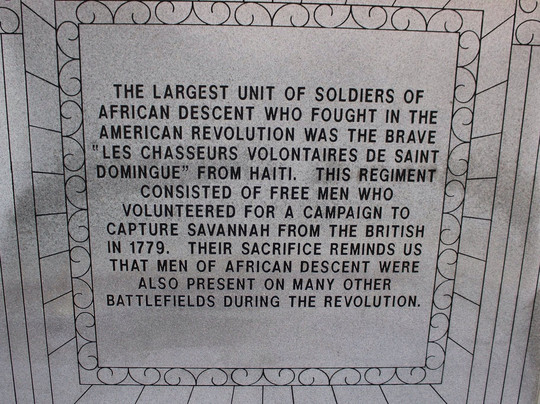 THE LARGEST UNIT OF SOLDIERS OF
AFRICAN DESCENT WHO FOUGHT IN THE
AMERICAN REVOLUTION WAS THE BRAVE
"LES CHASSEURS VOLONTAIRES DE SAINT
DOMINGUE" FROM HAITI. THIS REGIMENT
CONSISTED OF FREE MEN WHO
VOLUNTEERED FOR A CAMPAIGN TO
CAPTURE SAVANNAH FROM THE BRITISH
IN 1779. THEIR SACRIFICE REMINDS US
THAT MEN OF AFRICAN DESCENT WERE
ALSO PRESENT ON MANY OTHER
BATTLEFIELDS DURING THE REVOLUTION.